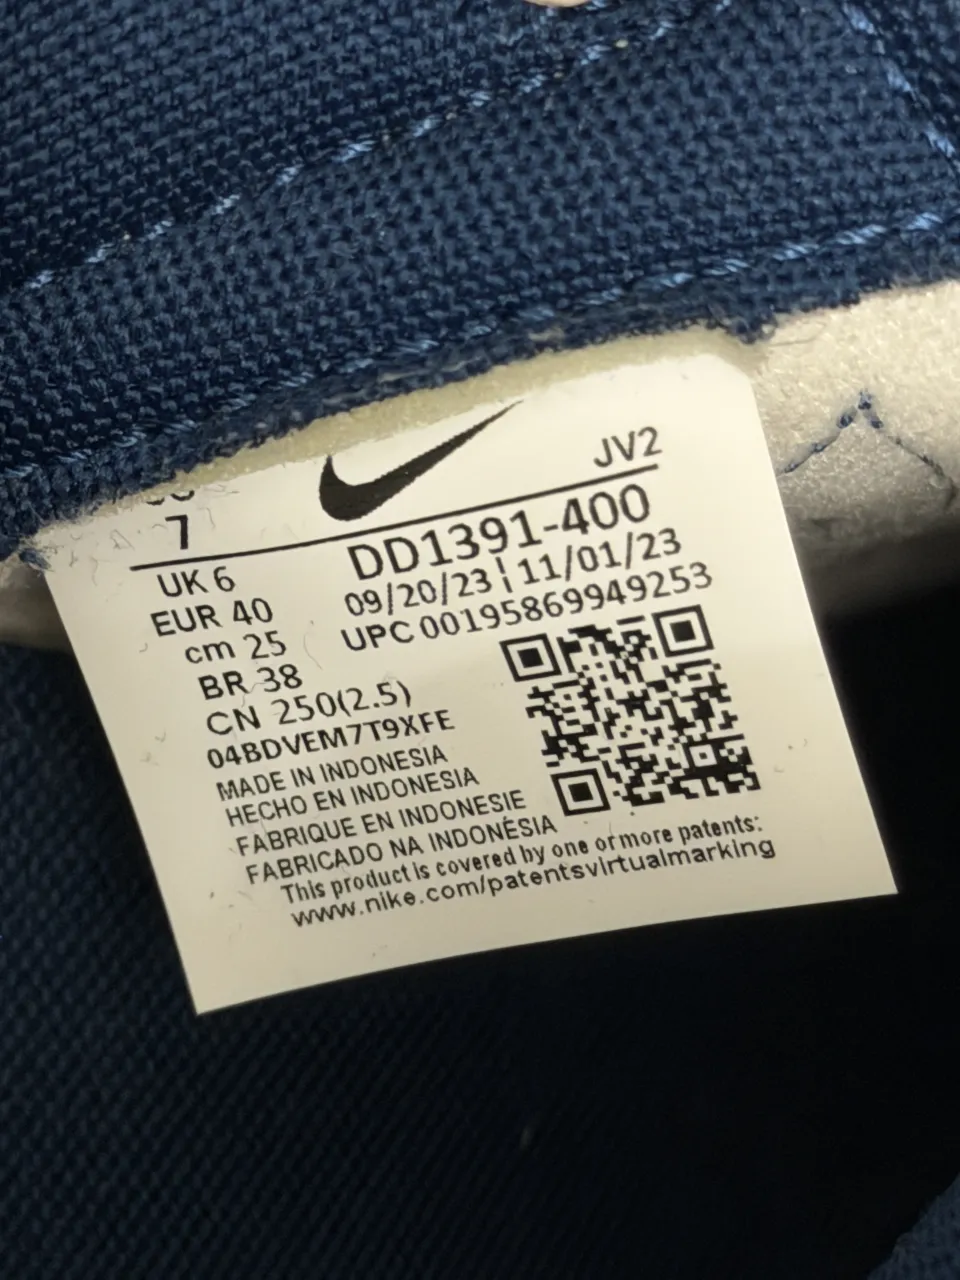 JV2
7
DD1391-400
UK 6
09/20/23 ¦ 11/01/23
EUR 40
UPC 00195869949253
cm 25
BR 38
CN 250(2.5)
04BDVEM7T9XFE
MADE IN INDONESIA
HECHO EN INDONESIA
FABRIQUE EN INDONESIE
FABRICADO NA INDONÉSIA
This product is covered by one or more patents:
www.nike.com/patentsvirtualmarking